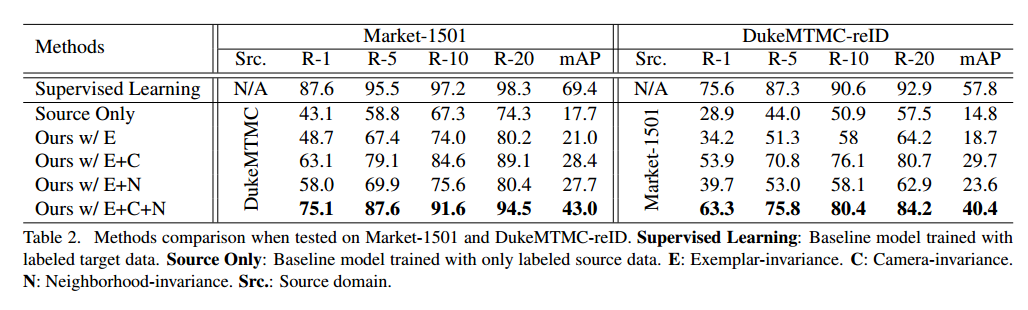 Methods Market-1501 DukeMTMC-reID
Src. R-1 R-5 R-10 R-20 mAP Src. R-1 R-5 R-10 R-20 mAP
Supervised Learning N/A 87.6 95.5 97.2 98.3 69.4 N/A 75.6 87.3 90.6 92.9 57.8
Source Only DukeMTMC 43.1 58.8 67.3 74.3 17.7 Market-1501 28.9 44.0 50.9 57.5 14.8
Ours w/ E 48.7 67.4 74.0 80.2 21.0 34.2 51.3 58 64.2 18.7
Ours w/ E+C 63.1 79.1 84.6 89.1 28.4 53.9 70.8 76.1 80.7 29.7
Ours w/ E+N 58.0 69.9 75.6 80.4 27.7 39.7 53.0 58.1 62.9 23.6
Ours w/ E+C+N 75.1 87.6 91.6 94.5 43.0 63.3 75.8 80.4 84.2 40.4
Table 2. Methods comparison when tested on Market-1501 and DukeMTMC-reID. Supervised Learning: Baseline model trained with
labeled target data. Source Only: Baseline model trained with only labeled source data. E: Exemplar-invariance. C: Camera-invariance.
N: Neighborhood-invariance. Src.: Source domain.